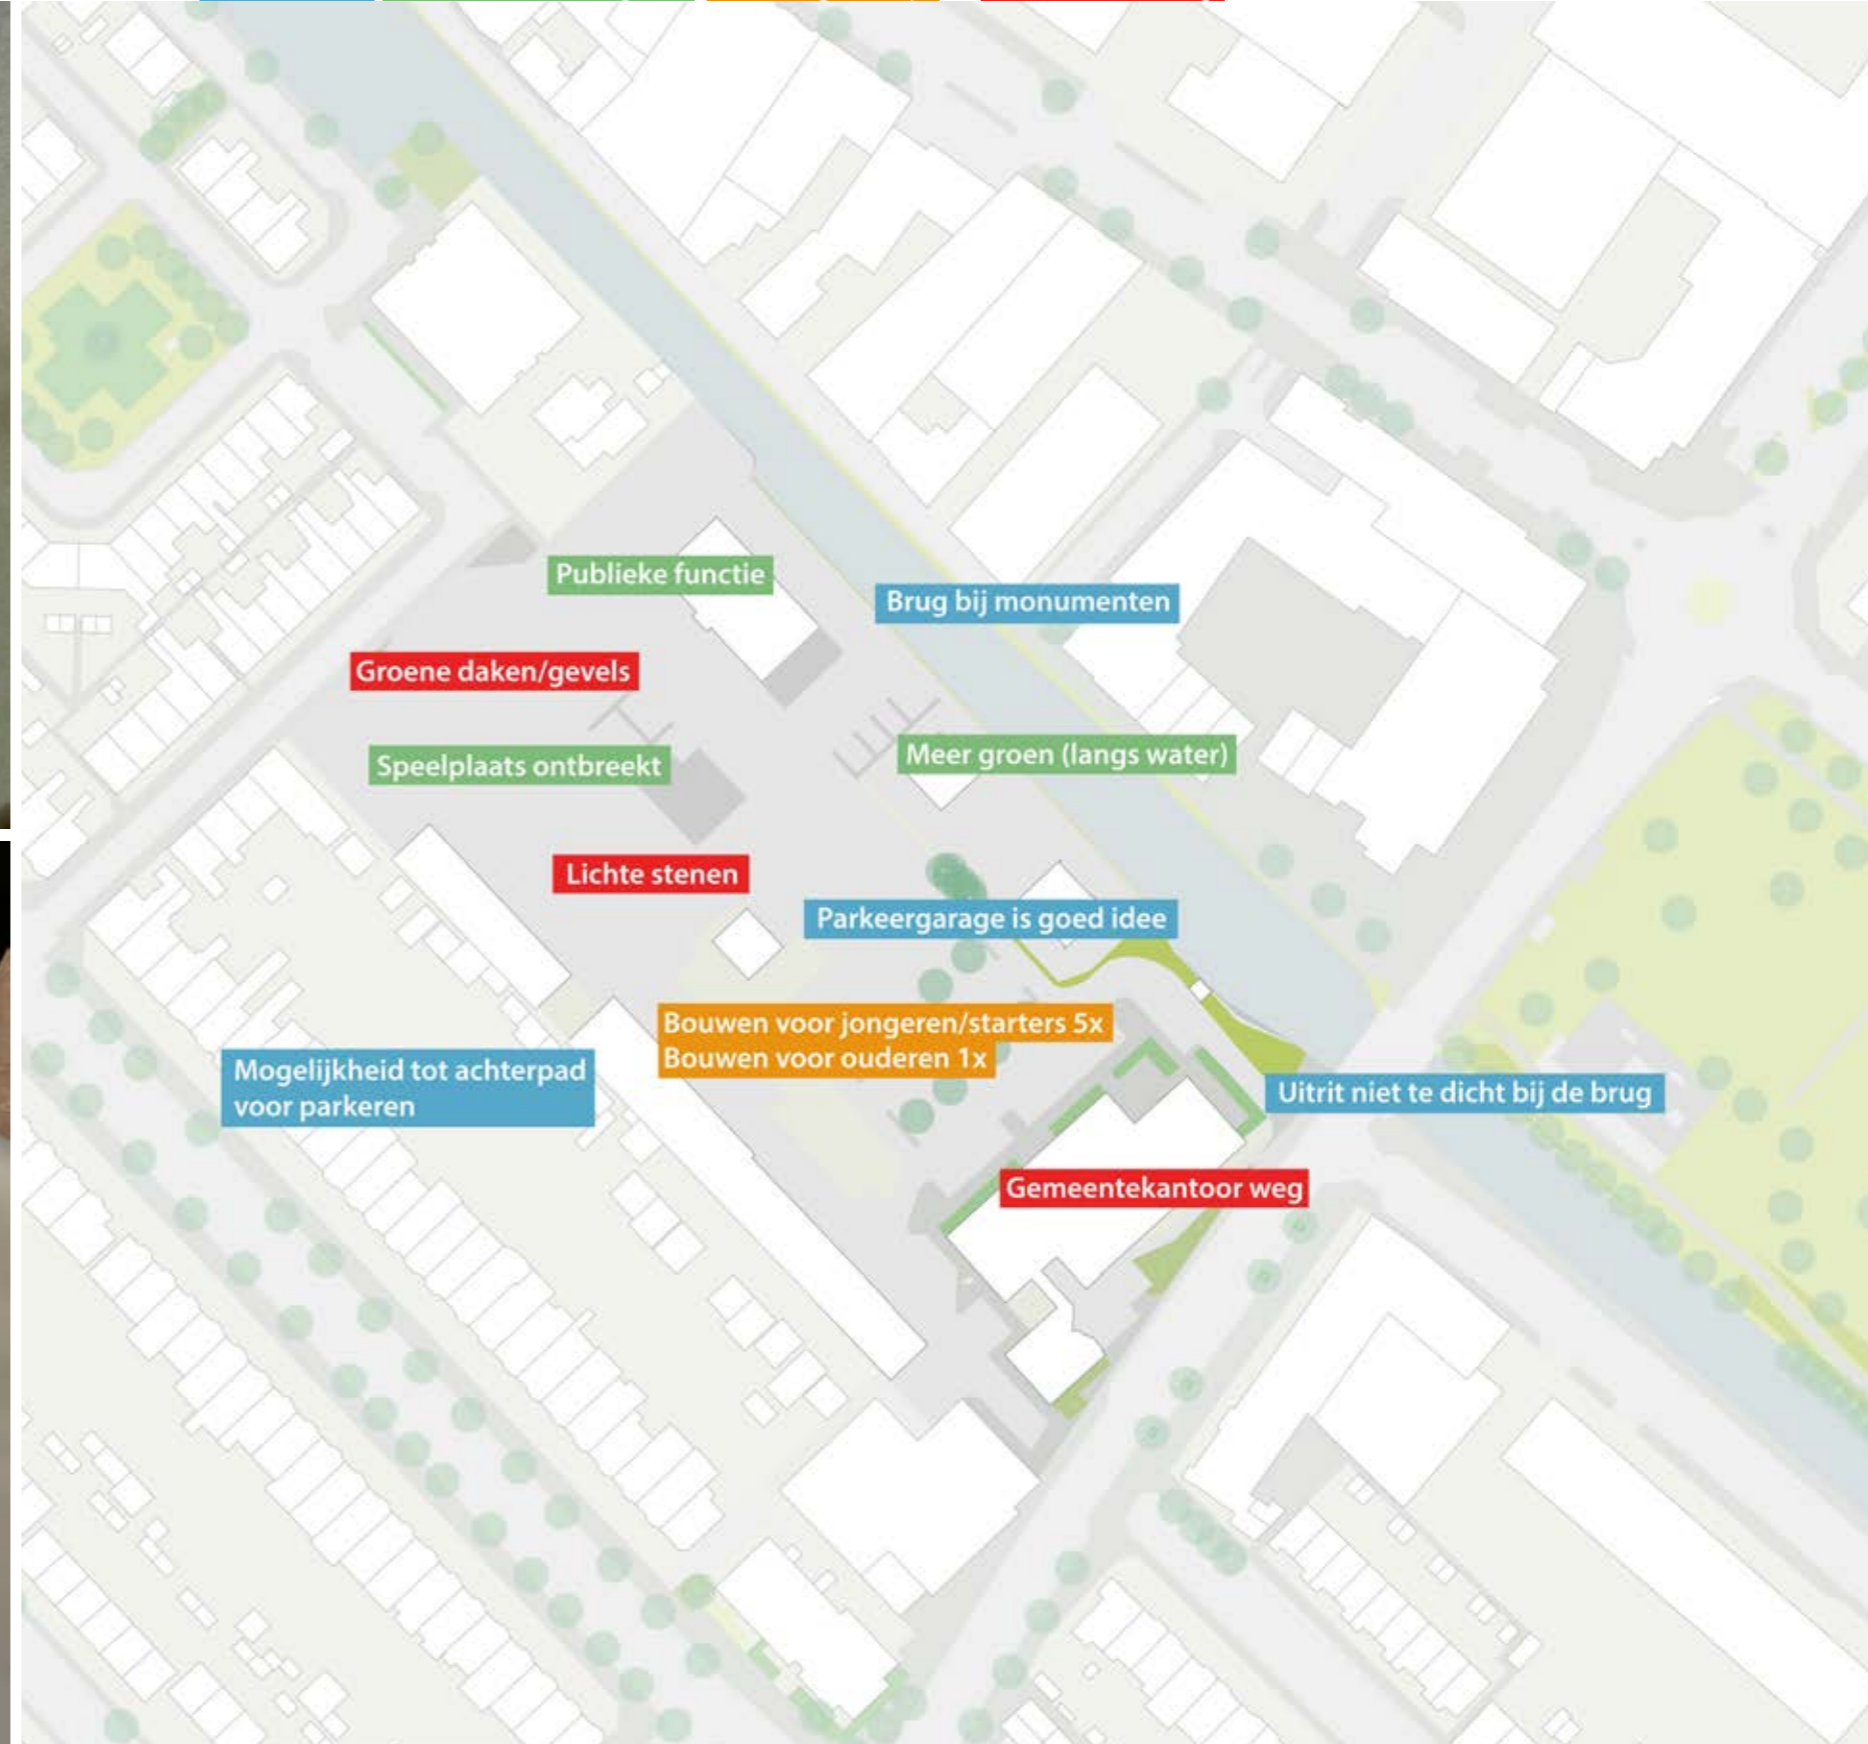 Publieke functie
Brug bij monumenten
Groene daken/gevels
Meer groen (langs water)
Speelplaats ontbreekt
Lichte stenen
Parkeergarage is goed idee
Bouwen voor jongeren/starters 5x
Bouwen voor ouderen 1x
Mogelijkheid tot achterpad
voor parkeren
Uitrit niet te dicht bij de brug
Gemeentekantoor weg